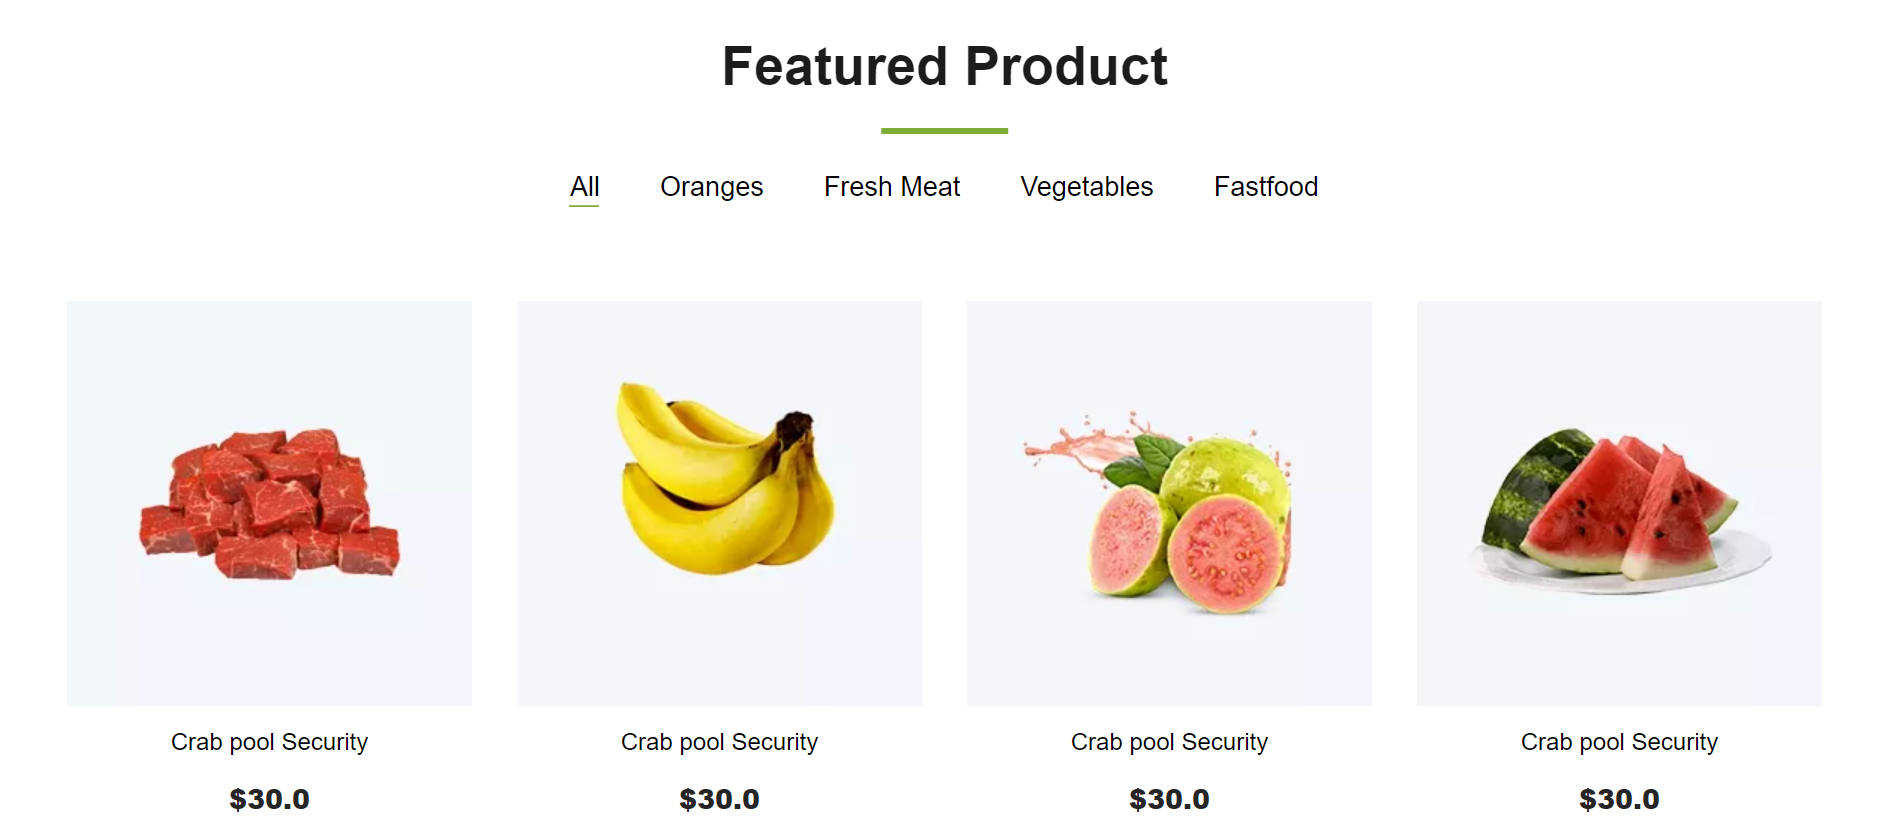 Featured Product
All Oranges Fresh Meat Vegetables Fastfood
Crab pool Security Crab pool Security Crab pool Security Crab pool Security
$30.0 $30.0 $30.0 $30.0